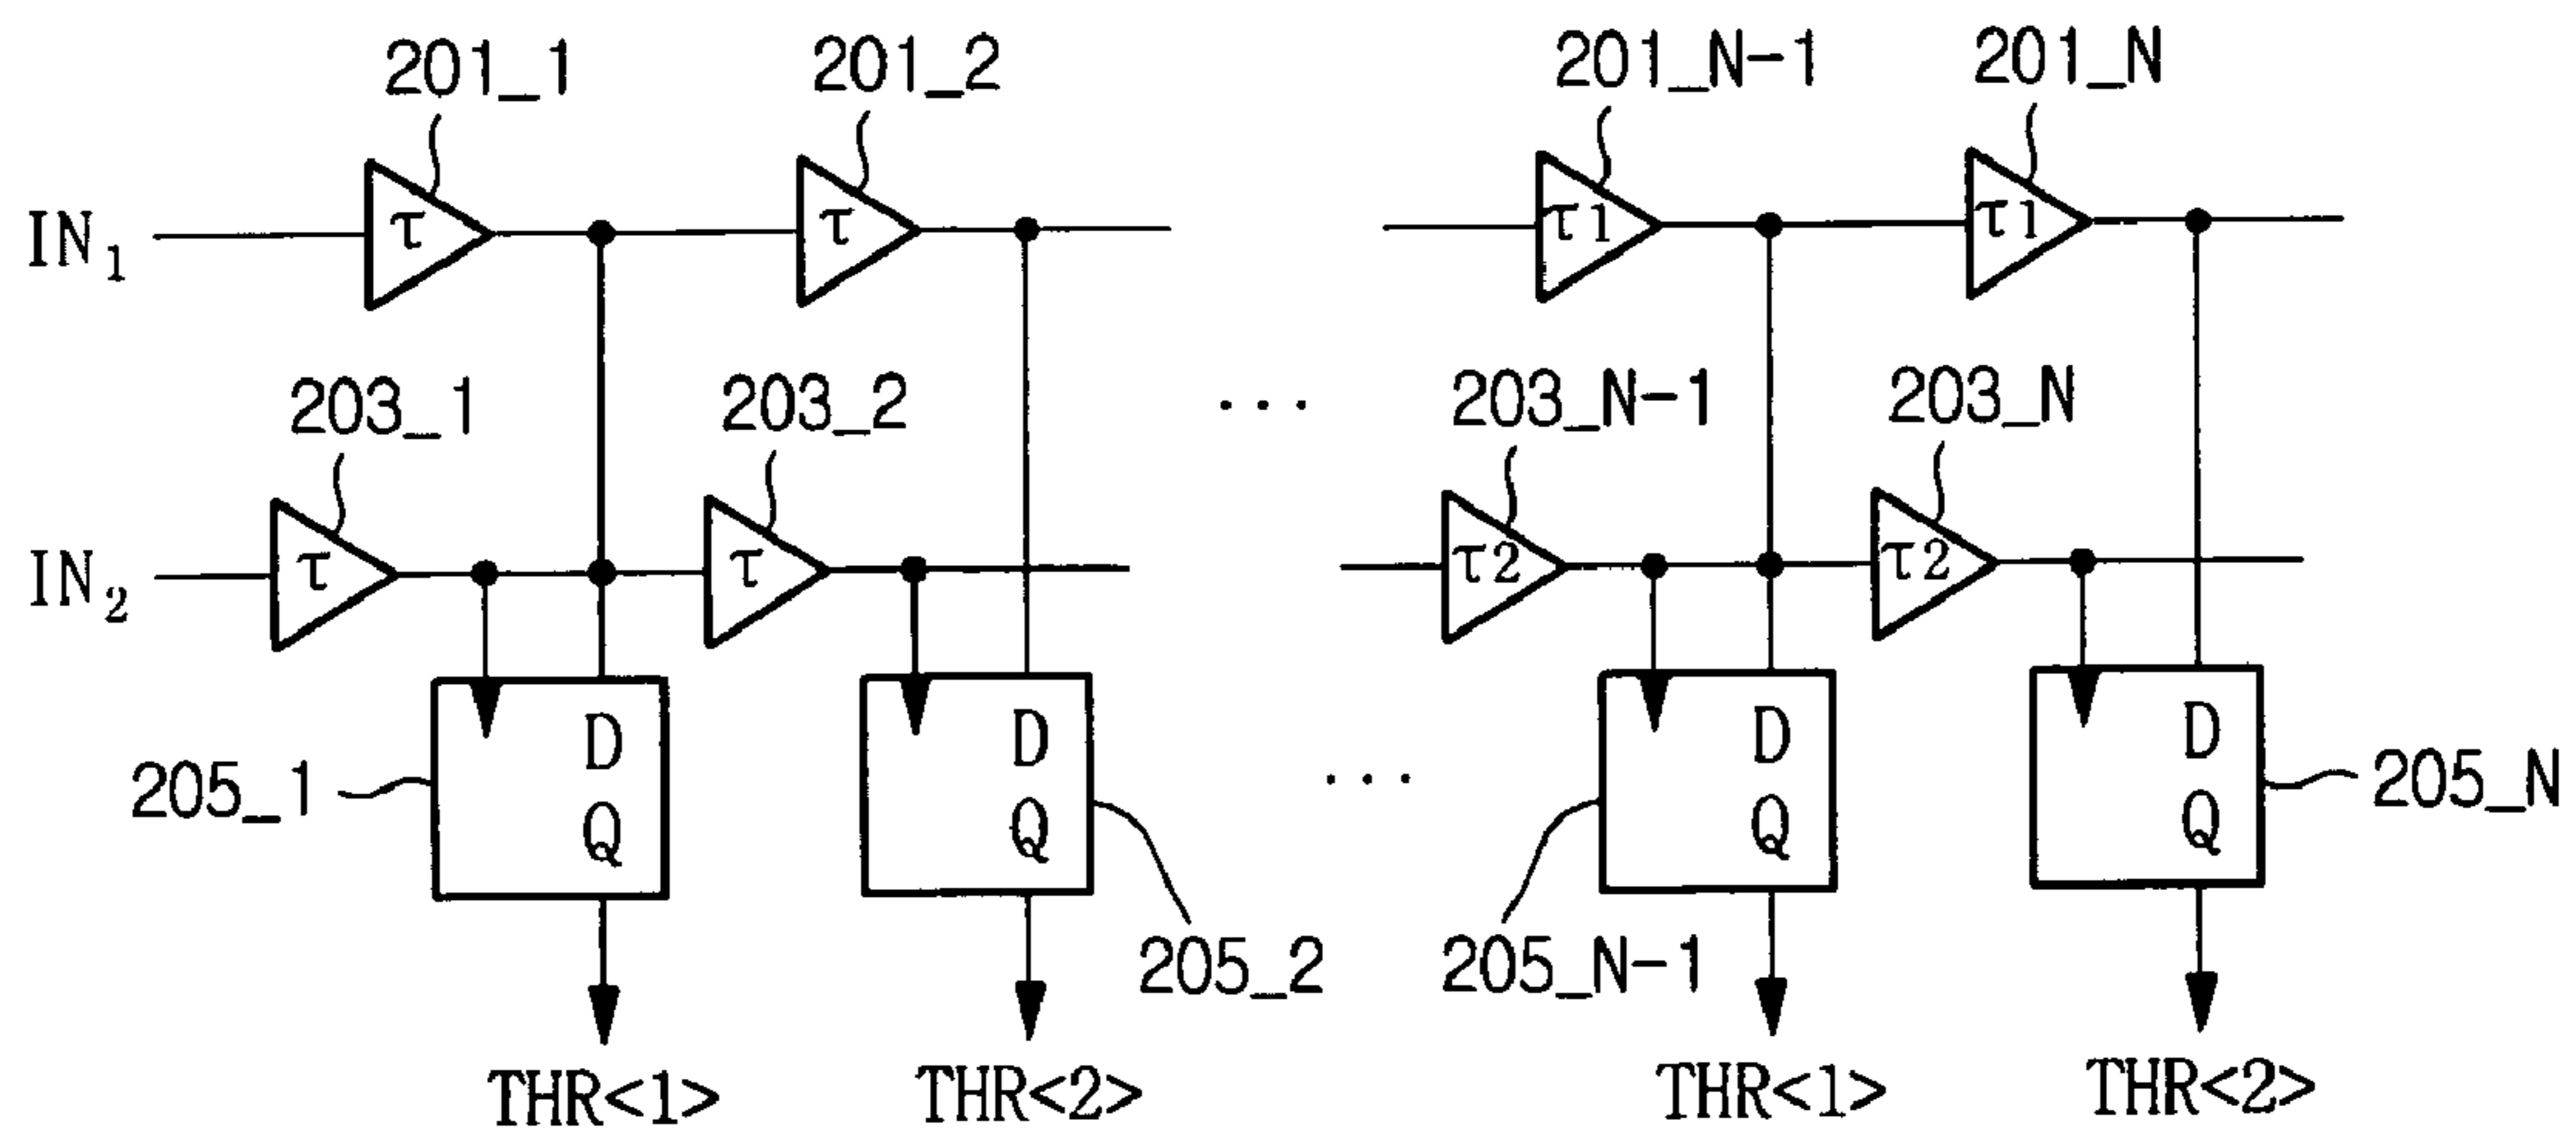 201_1
201_2
201_N-1
201_N
IN1
τ
τ
τ1
τ1
203_1
203_2
...
203_N-1
203_N
IN2
τ
τ
τ2
τ2
205_1
D
Q
D
Q
...
D
Q
D
Q
205_N
205_2
205_N-1
THR<1>
THR<2>
THR<1>
THR<2>